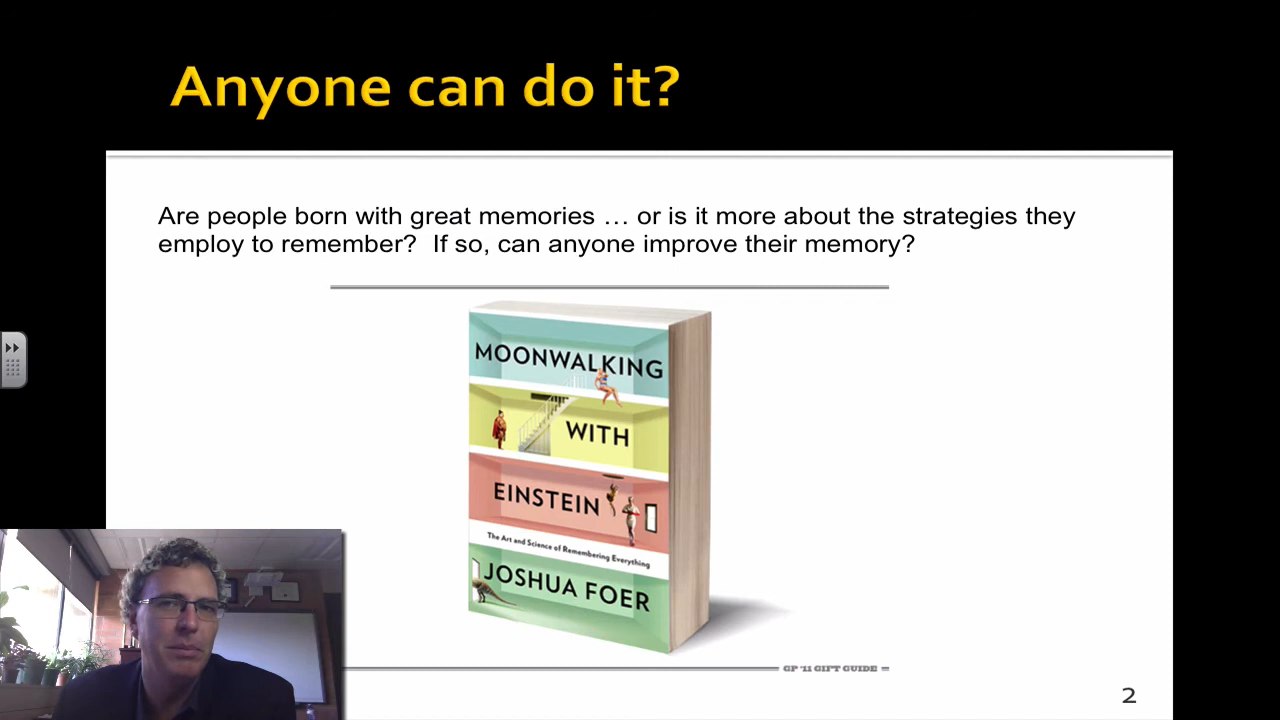 Anyone can do it?
Are people born with great memories … or is it more about the strategies they
employ to remember?  If so, can anyone improve their memory?
MOONWALKING
WITH
EINSTEIN
The Art and Science of Remembering Everything
JOSHUA FOER
GP '11 GIFT GUIDE
2